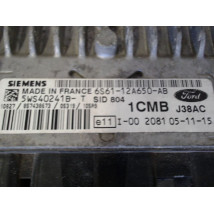 SIEMENS
MADE IN FRANCE 6S61-12A650-AB
5WS40241B-T SID 804
Ford
1CMB J38AC
e11 I-00 2081 05-11-15